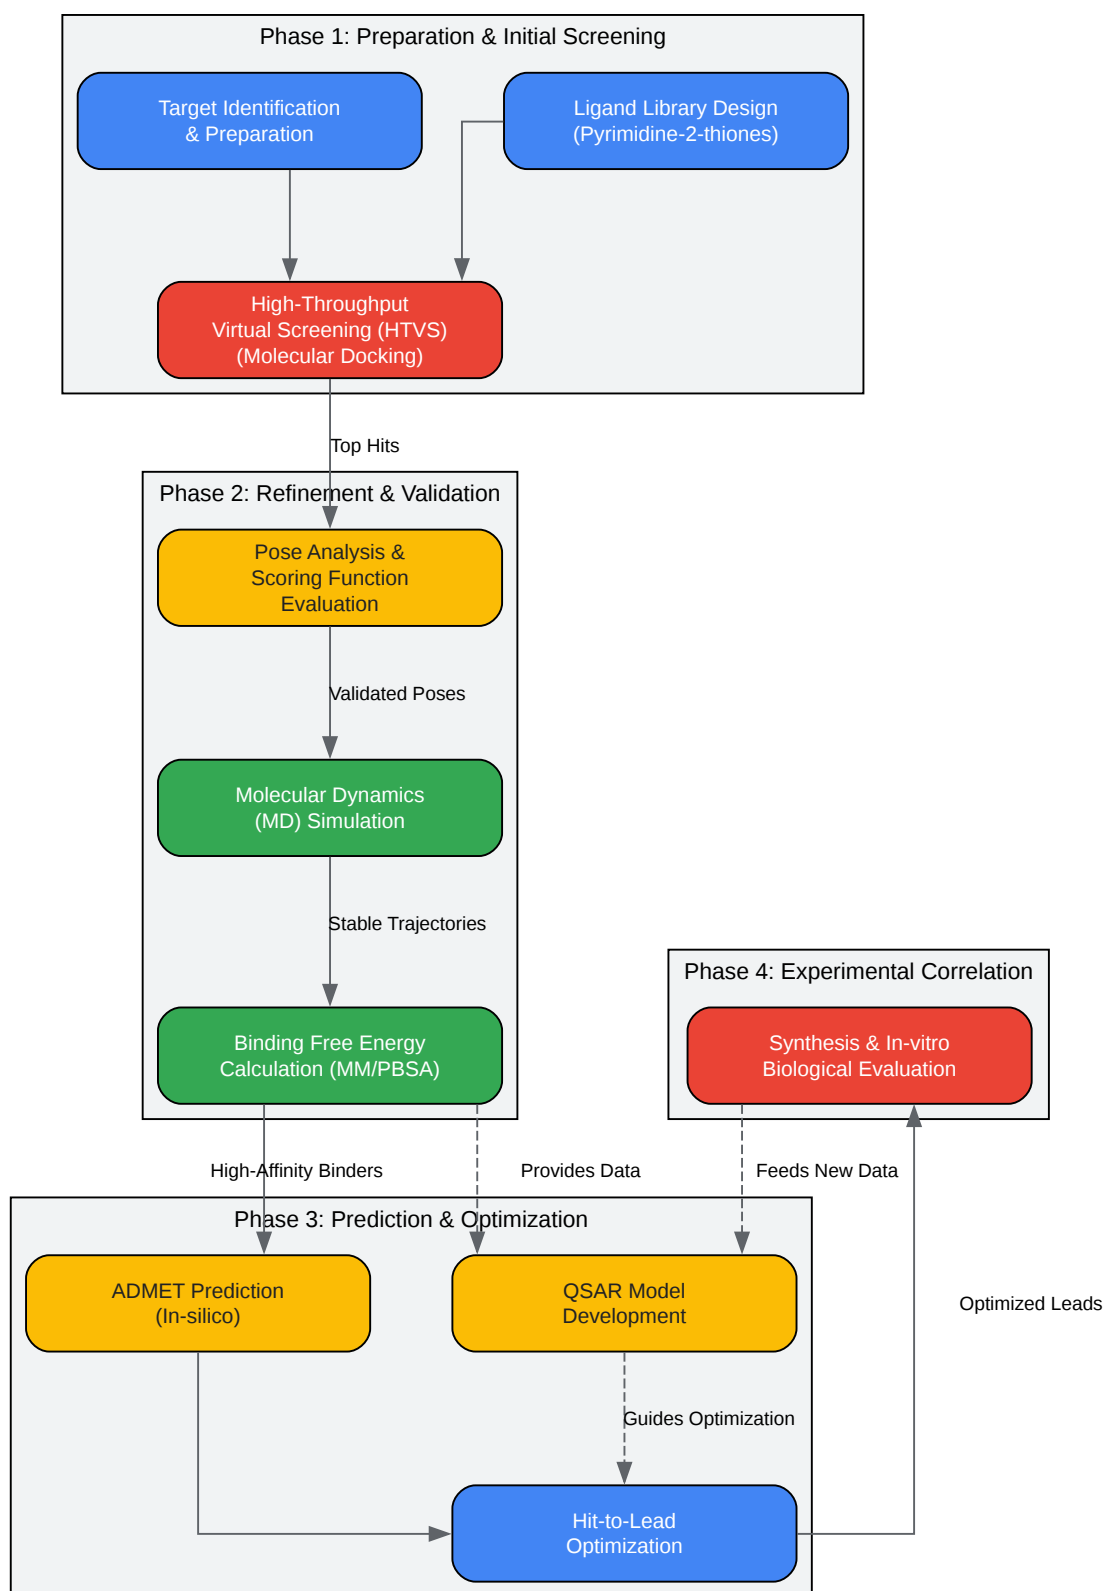 Phase 1: Preparation & Initial Screening
Target Identification
& Preparation
Ligand Library Design
(Pyrimidine-2-thiones)
High-Throughput
Virtual Screening (HTVS)
(Molecular Docking)
Top Hits
Phase 2: Refinement & Validation
Pose Analysis &
Scoring Function
Evaluation
Validated Poses
Molecular Dynamics
(MD) Simulation
Stable Trajectories
Binding Free Energy
Calculation (MM/PBSA)
Phase 4: Experimental Correlation
Synthesis & In-vitro
Biological Evaluation
High-Affinity Binders
Provides Data
Feeds New Data
Phase 3: Prediction & Optimization
ADMET Prediction
(In-silico)
QSAR Model
Development
Optimized Leads
Guides Optimization
Hit-to-Lead
Optimization